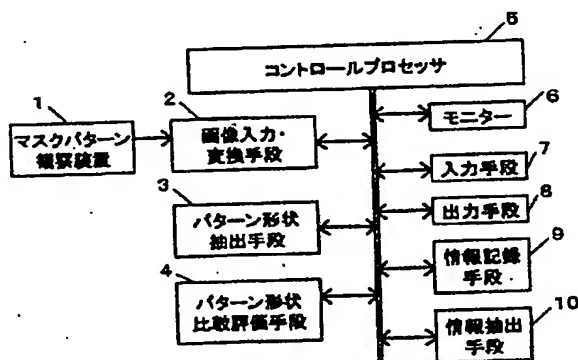 5
コントロールプロセッサ
1
マスクパターン
観察装置
2
画像入力・
変換手段
3
パターン形状
抽出手段
4
パターン形状
比較評価手段
6
モニター
7
入力手段
8
出力手段
9
情報記録
手段
10
情報抽出
手段